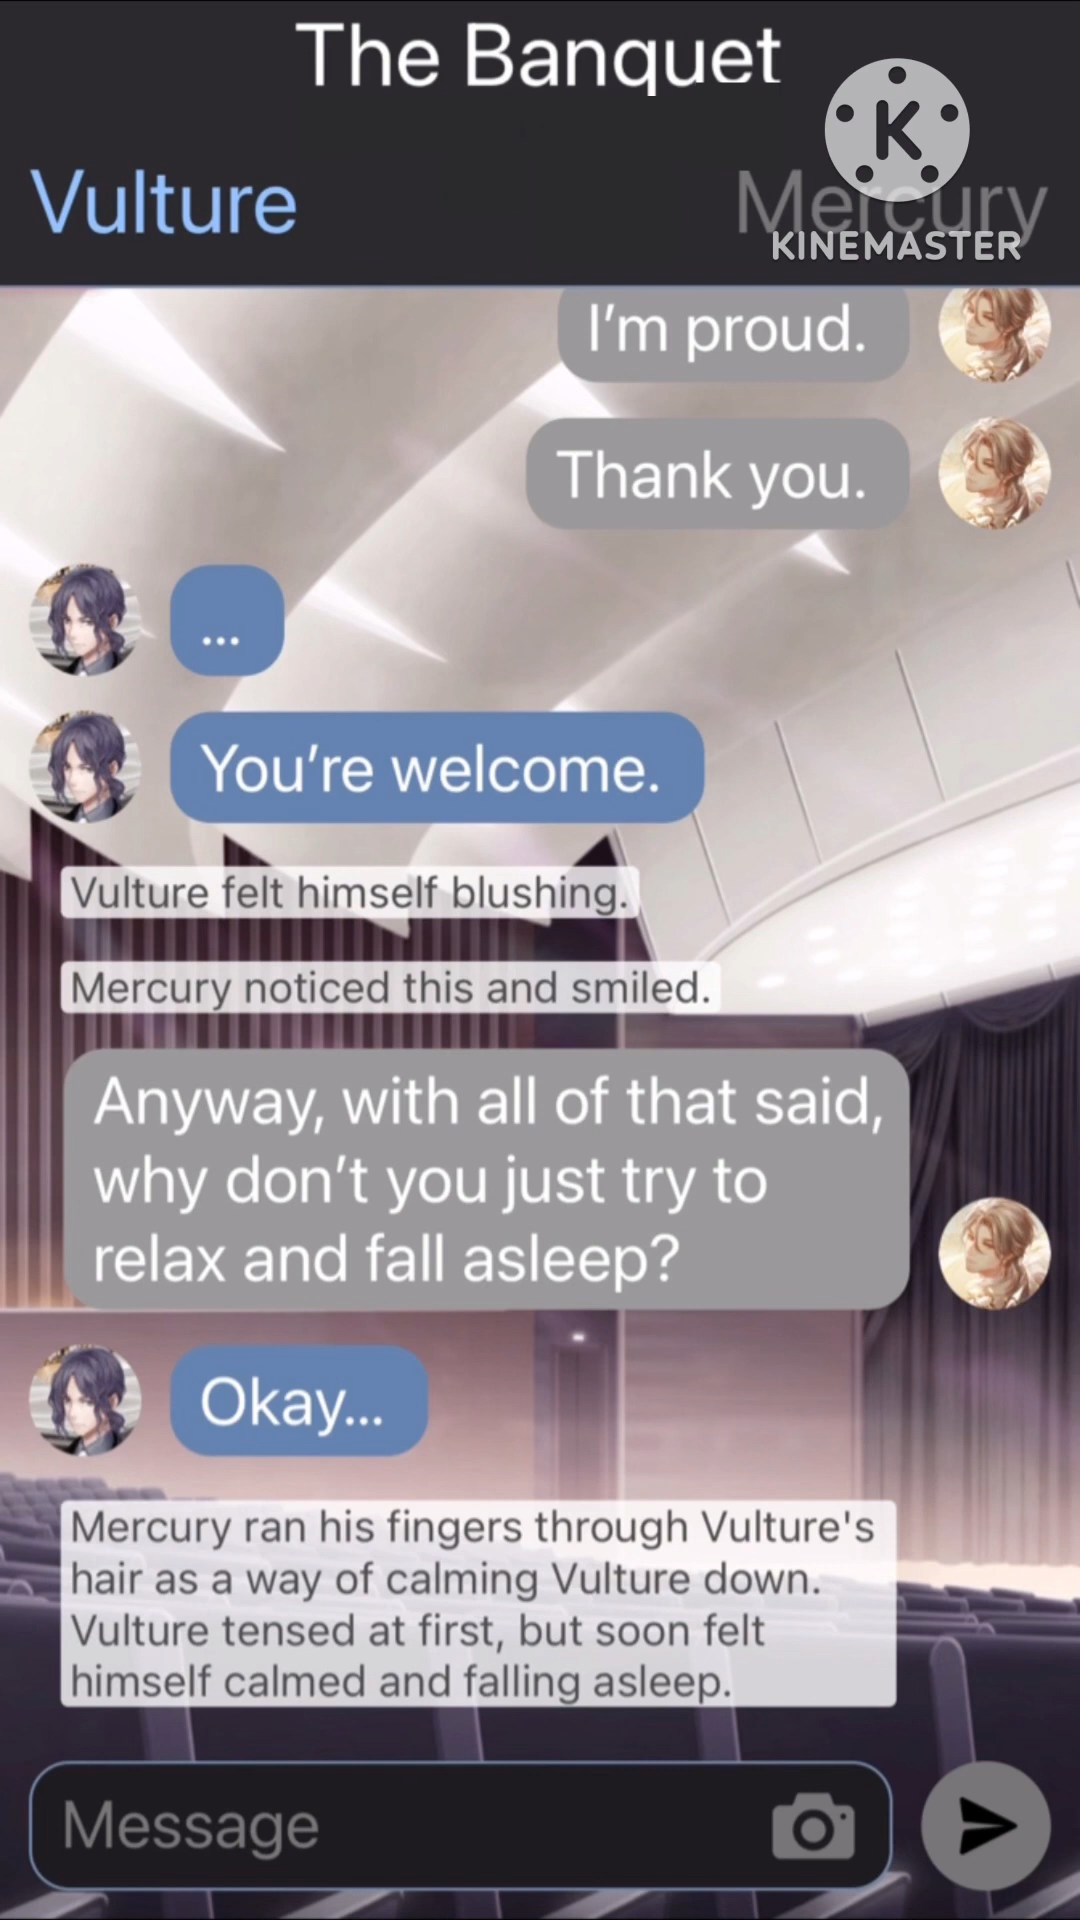 The Banquet
Vulture
Mercury
K
KINEMASTER
I’m proud.
Thank you.
...
You’re welcome.
Vulture felt himself blushing.
Mercury noticed this and smiled.
Anyway, with all of that said,
why don’t you just try to
relax and fall asleep?
Okay...
Mercury ran his fingers through Vulture's
hair as a way of calming Vulture down.
Vulture tensed at first, but soon felt
himself calmed and falling asleep.
Message